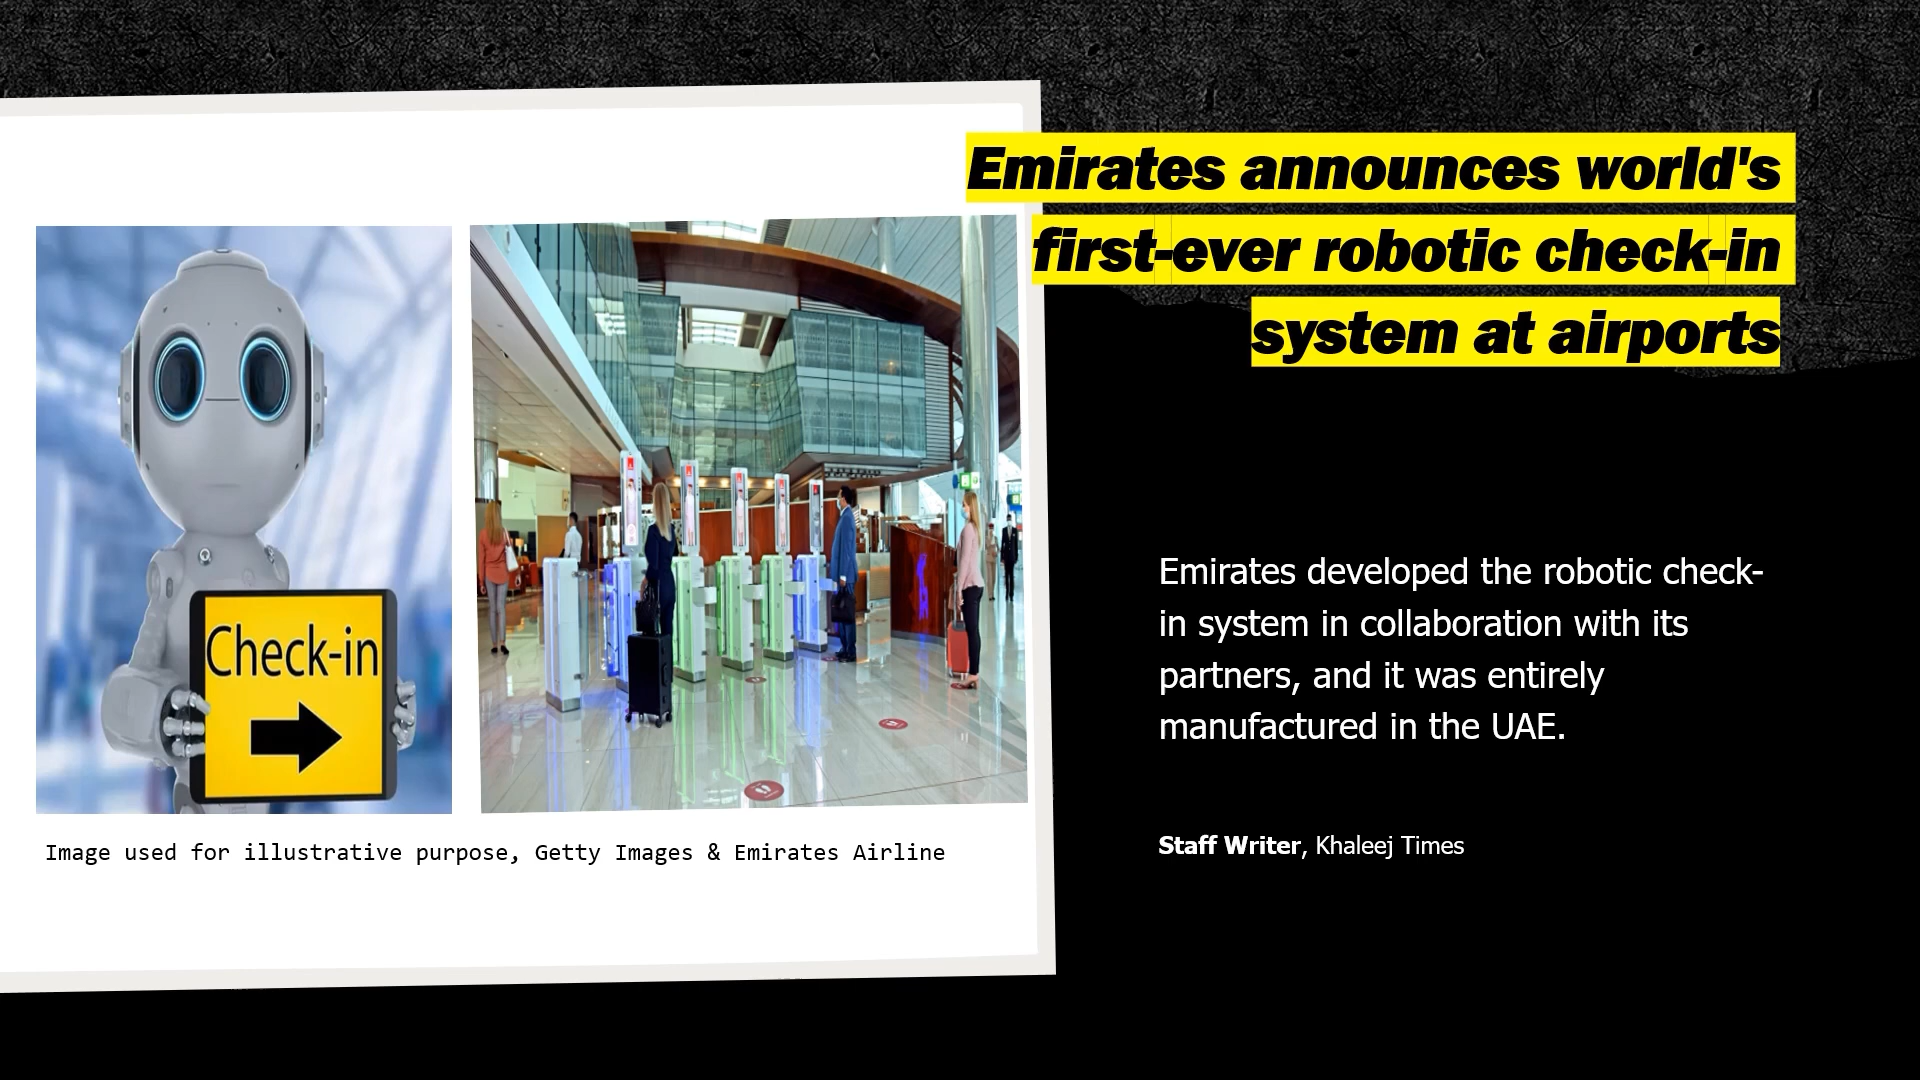 Emirates announces world's
first-ever robotic check-in
system at airports
Check-in
Image used for illustrative purpose, Getty Images & Emirates Airline
Emirates developed the robotic check-
in system in collaboration with its
partners, and it was entirely
manufactured in the UAE.
Staff Writer, Khaleej Times